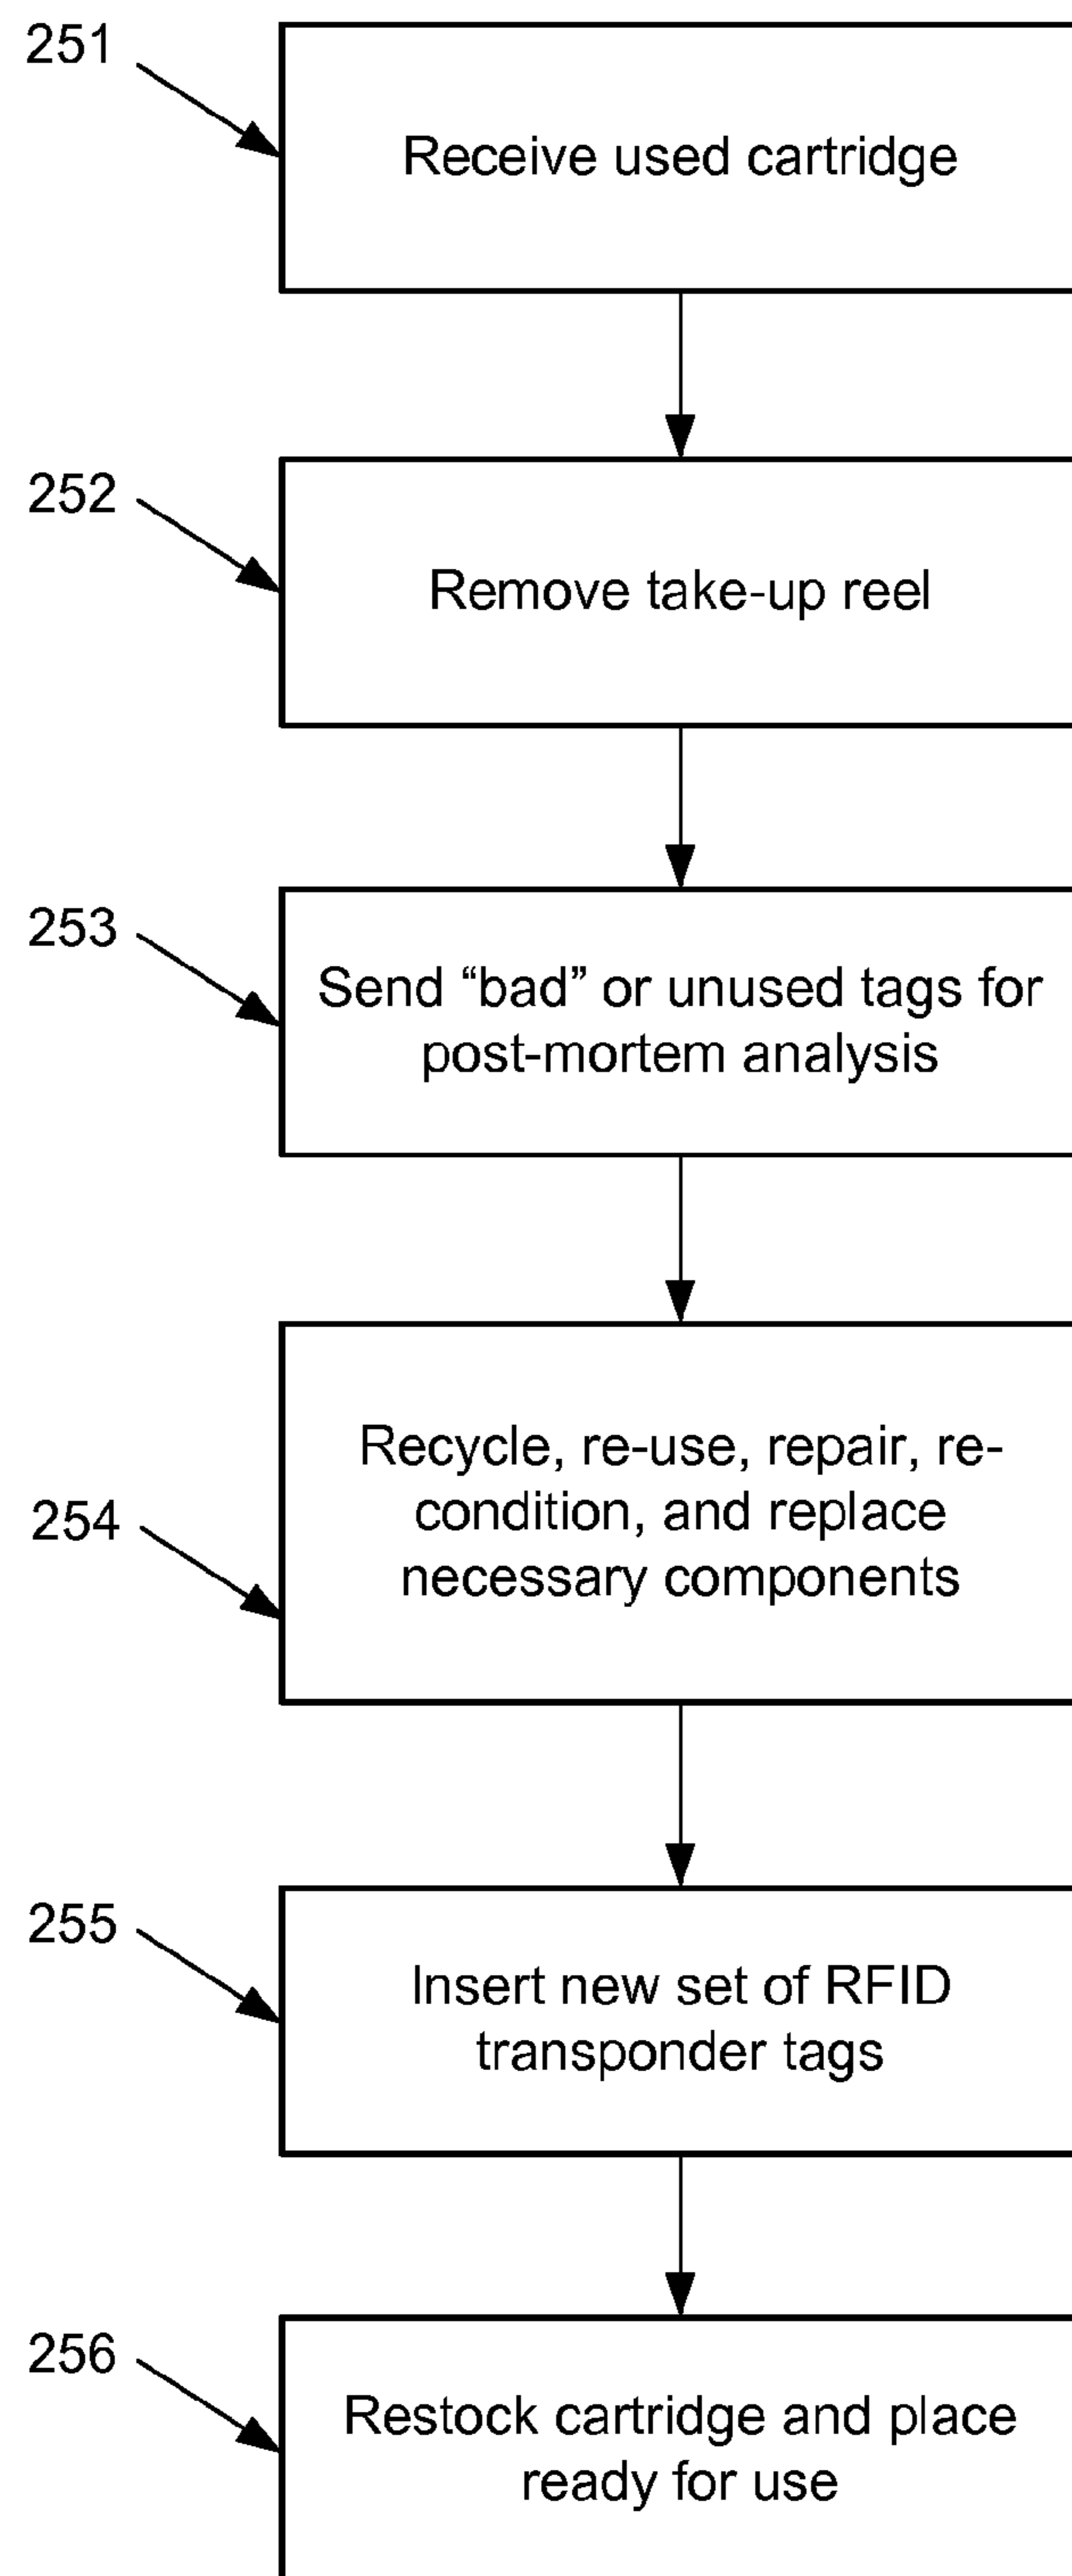 251
Receive used cartridge
252
Remove take-up reel
253
Send “bad” or unused tags for
post-mortem analysis
254
Recycle, re-use, repair, re-
condition, and replace
necessary components
255
Insert new set of RFID
transponder tags
256
Restock cartridge and place
ready for use